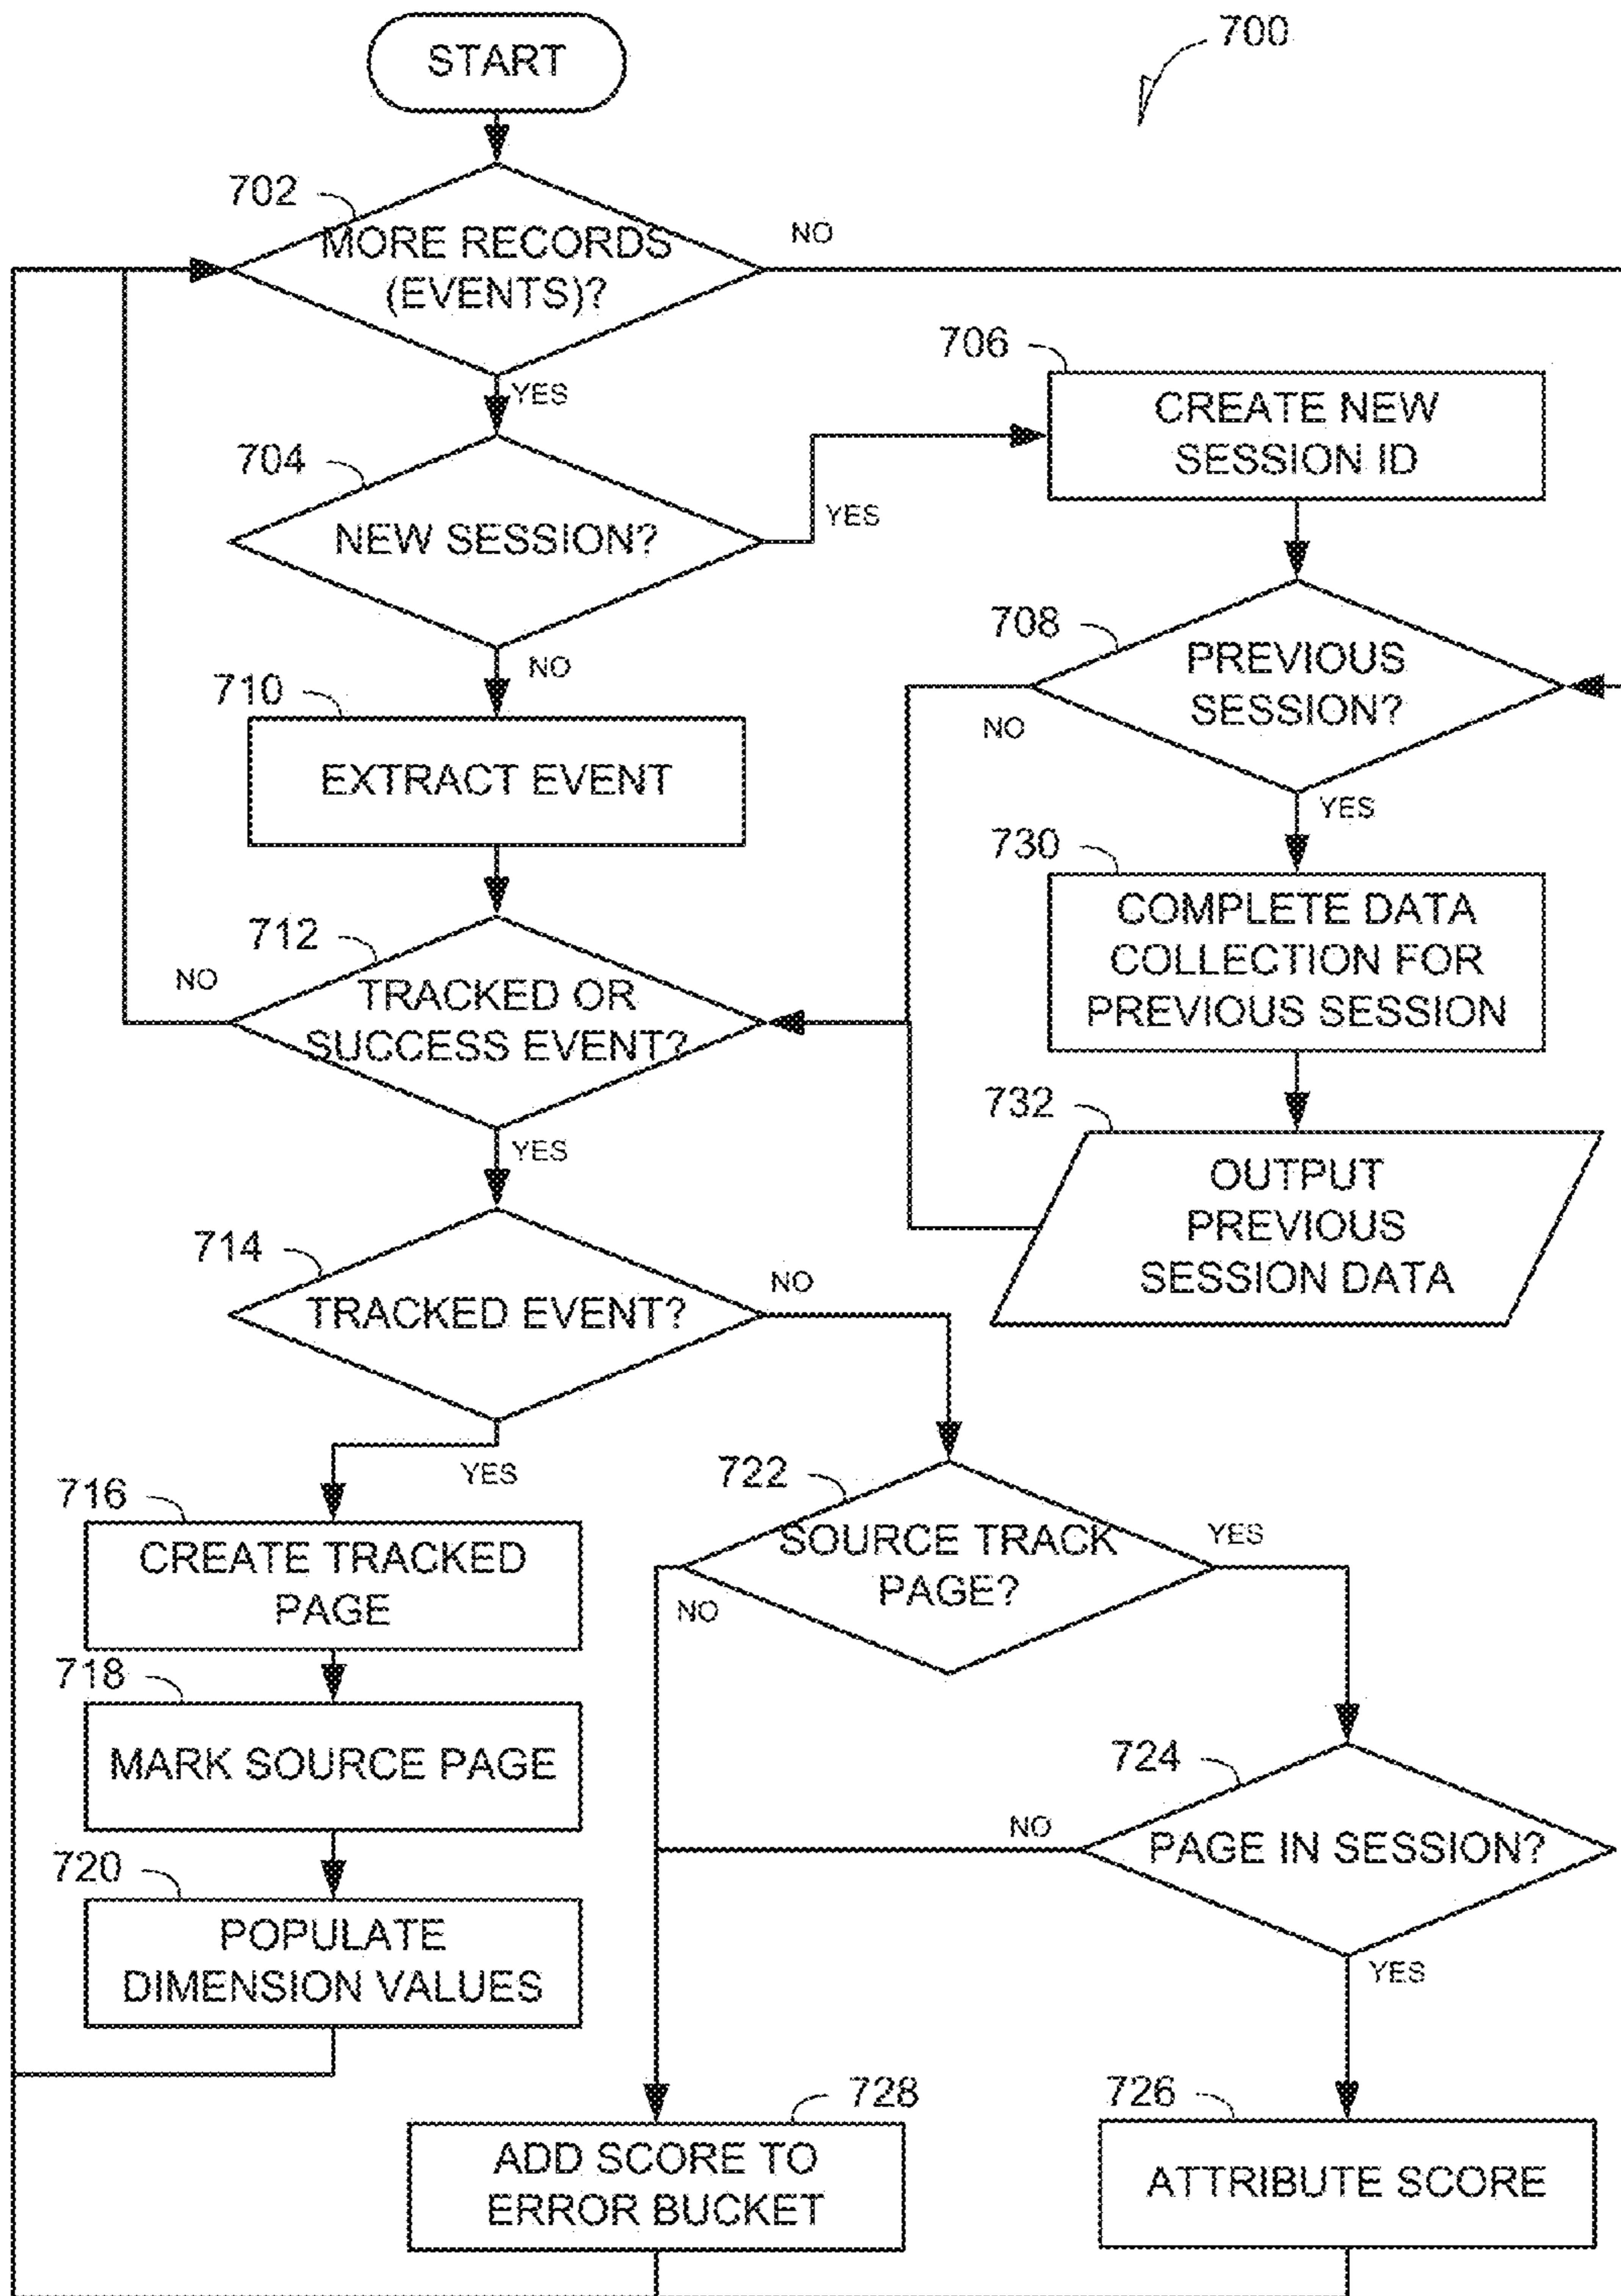 700
START
702
MORE RECORDS
(EVENTS)?
NO
YES
704
NEW SESSION?
YES
NO
706
CREATE NEW
SESSION ID
708
PREVIOUS
SESSION?
NO
YES
710
EXTRACT EVENT
730
COMPLETE DATA
COLLECTION FOR
PREVIOUS SESSION
712
NO
TRACKED OR
SUCCESS EVENT?
YES
732
OUTPUT
PREVIOUS
SESSION DATA
714
TRACKED EVENT?
NO
YES
716
CREATE TRACKED
PAGE
718
MARK SOURCE PAGE
720
POPULATE
DIMENSION VALUES
722
SOURCE TRACK
PAGE?
YES
NO
724
NO
PAGE IN SESSION?
YES
728
ADD SCORE TO
ERROR BUCKET
726
ATTRIBUTE SCORE